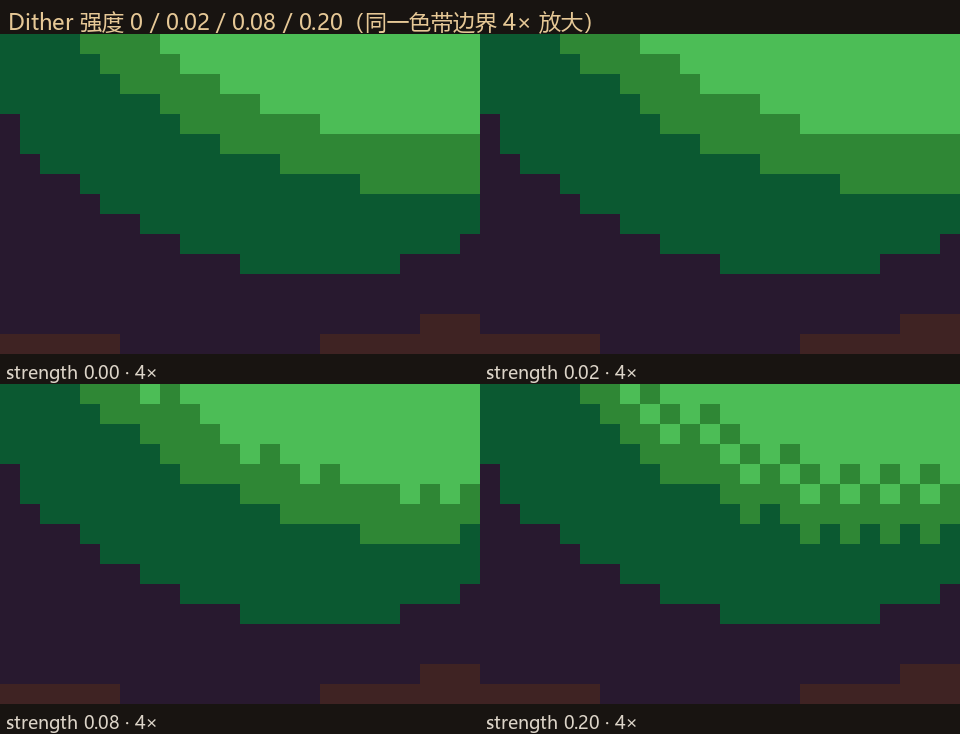 Dither 强度 0 / 0.02 / 0.08 / 0.20（同一色带边界 4× 放大）
strength 0.00 · 4×
strength 0.02 · 4×
strength 0.08 · 4×
strength 0.20 · 4×